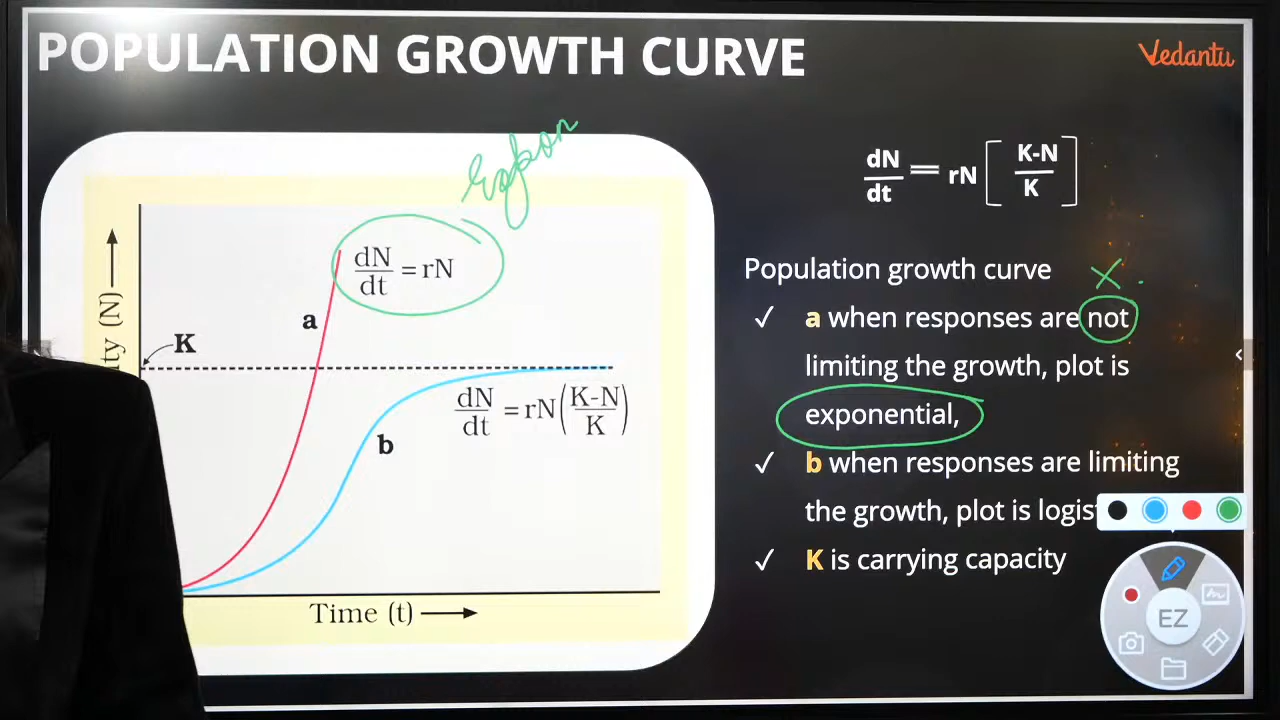 POPULATION GROWTH CURVE
Vedantu
dN/dt = rN [K-N/K]
dN/dt = rN
a
K
dN/dt = rN(K-N/K)
b
Time (t)
(N)
Population growth curve
X .
✓ a when responses are not
limiting the growth, plot is
exponential,
✓ b when responses are limiting
the growth, plot is
✓ K is carrying capacity
EZ